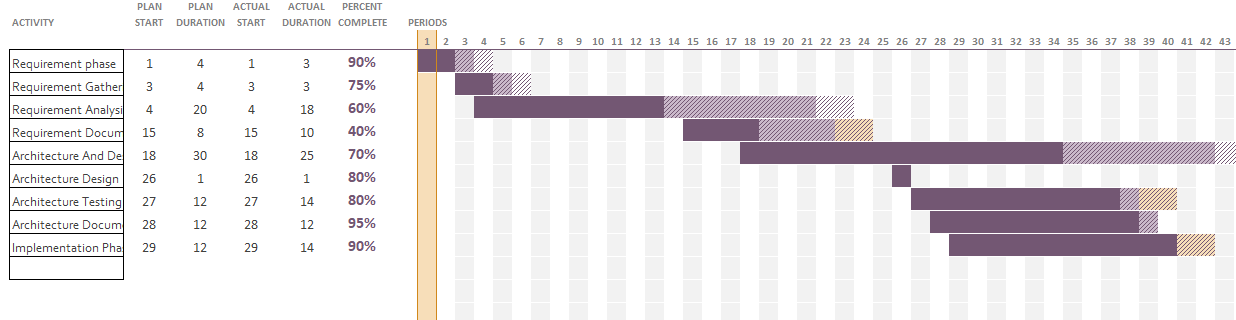 PLAN PLAN ACTUAL ACTUAL PERCENT
ACTIVITY START DURATION START DURATION COMPLETE PERIODS
1 2 3 4 5 6 7 8 9 10 11 12 13 14 15 16 17 18 19 20 21 22 23 24 25 26 27 28 29 30 31 32 33 34 35 36 37 38 39 40 41 42 43
Requirement phase 1 4 1 3 90%
Requirement Gather 3 4 3 3 75%
Requirement Analysi 4 20 4 18 60%
Requirement Docum 15 8 15 10 40%
Architecture And De 18 30 18 25 70%
Architecture Design 26 1 26 1 80%
Architecture Testing 27 12 27 14 80%
Architecture Docum 28 12 28 12 95%
Implementation Pha 29 12 29 14 90%